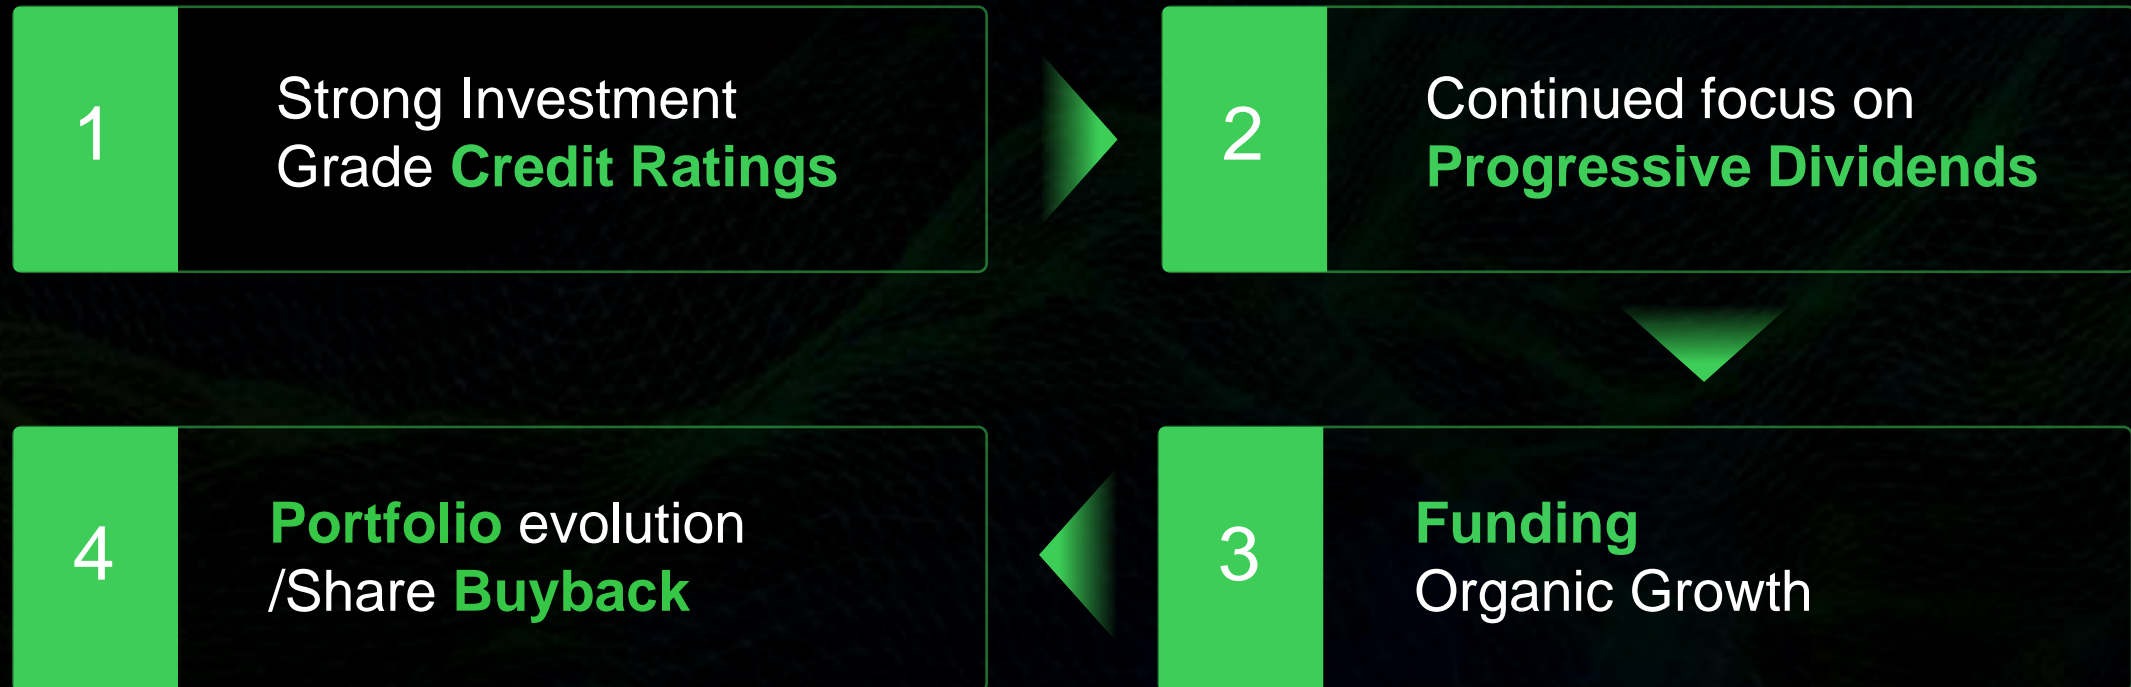 1
Strong Investment
Grade Credit Ratings
2
Continued focus on
Progressive Dividends
3
Funding
Organic Growth
4
Portfolio evolution
/Share Buyback